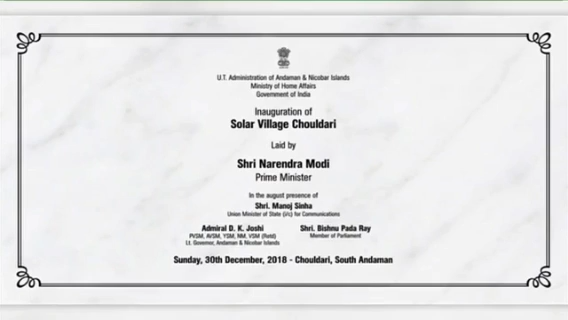 U.T. Administration of Andaman & Nicobar Islands
Ministry of Home Affairs
Government of India
Inauguration of
Solar Village Chouldari
Laid by
Shri Narendra Modi
Prime Minister
In the august presence of
Shri. Manoj Sinha
Union Minister of State (i/c) for Communications
Admiral D. K. Joshi
PVSM, AVSM, YSM, NM, VSM (Retd)
Lt. Governor, Andaman & Nicobar Islands
Shri. Bishnu Pada Ray
Member of Parliament
Sunday, 30th December, 2018 - Chouldari, South Andaman